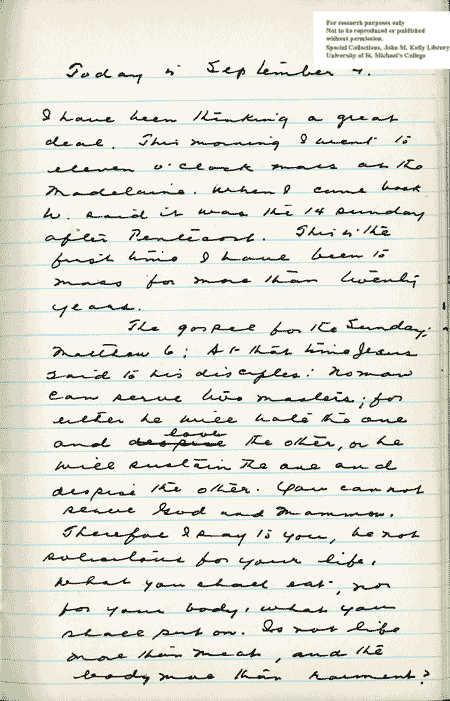 For research purposes only
Not to be reproduced or published
without permission.
Special Collections, John M. Kelly Library
University of St. Michael's College
Today is September 4.
I have been thinking a great
deal. This morning I went to
eleven o'clock mass at the
Madelaine. When I came back
W. said it was the 14 Sunday
after Pentecost. This is the
first time I have been to
mass for more than twenty
years.
The gospel for the Sunday,
Matthew 6: At that time Jesus
said to his disciples: No man
can serve two masters; for
either he will hate the one
love
and despise the other, or he
will sustain the one and
despise the other. You can not
serve God and Mammon.
Therefore I say to you, be not
solicitous for your life,
what you shall eat, nor
for your body, what you
shall put on. Is not life
more than meat, and the
body more than raiment?